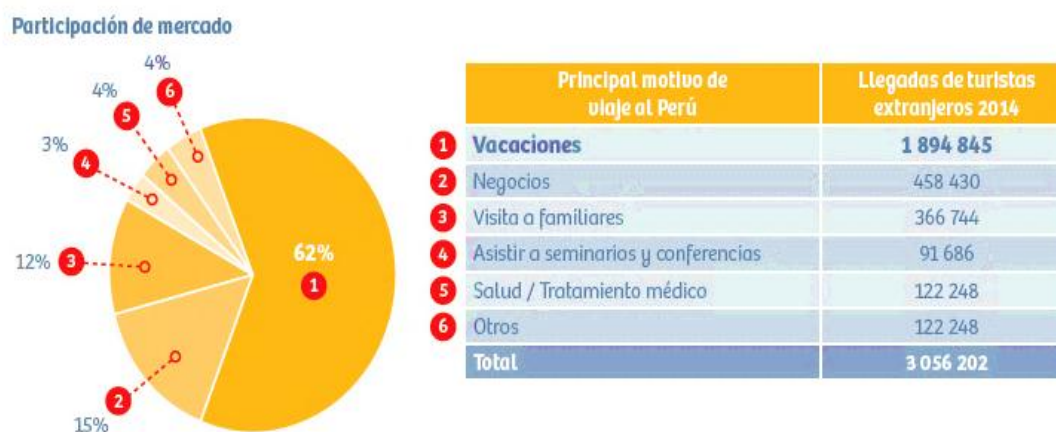 Participación de mercado
4%
6
4%
5
3%
4
12%
3
62%
1
2
15%
Principal motivo de viaje al Perú
Llegadas de turistas extranjeros 2014
1 Vacaciones 1 894 845
2 Negocios 458 430
3 Visita a familiares 366 744
4 Asistir a seminarios y conferencias 91 686
5 Salud / Tratamiento médico 122 248
6 Otros 122 248
Total 3 056 202